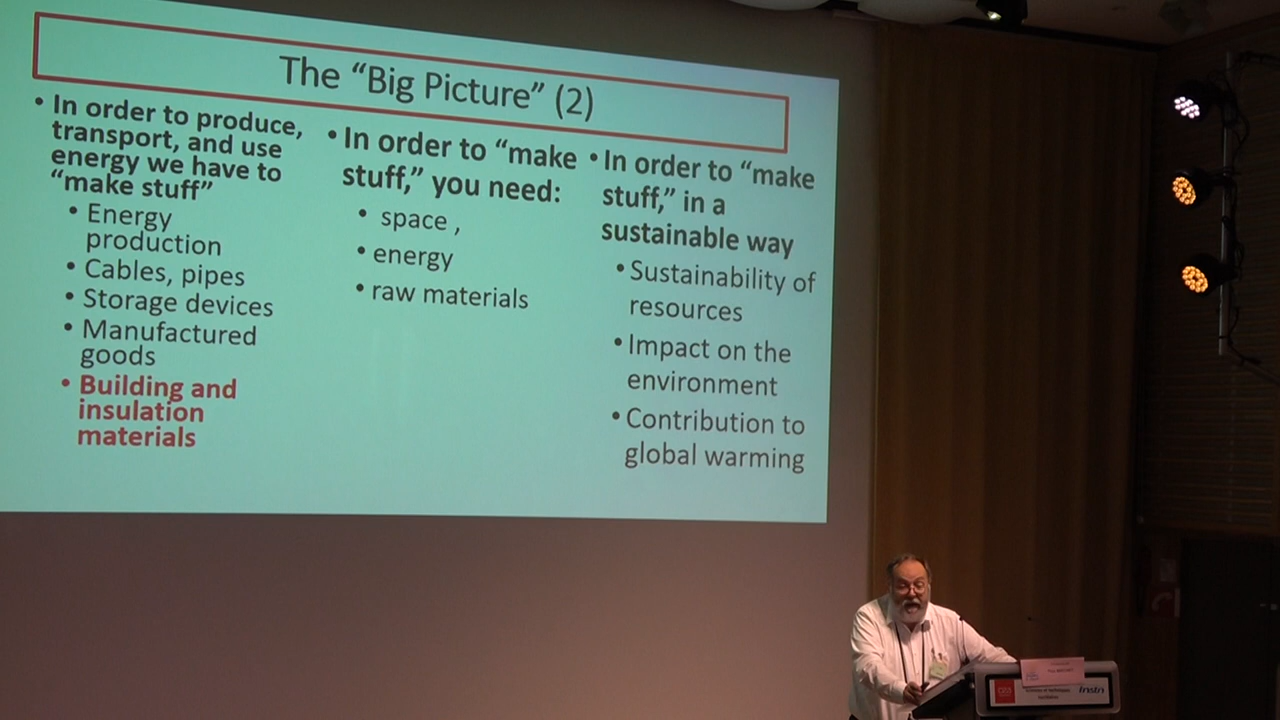 The “Big Picture” (2)
• In order to produce,
transport, and use
energy we have to
“make stuff”
• Energy
production
• Cables, pipes
• Storage devices
• Manufactured
goods
• Building and
insulation
materials
• In order to “make
stuff,” you need:
• space ,
• energy
• raw materials
• In order to “make
stuff,” in a
sustainable way
• Sustainability of
resources
• Impact on the
environment
• Contribution to
global warming
cea
instn